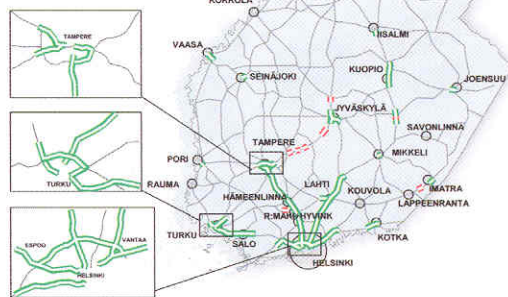 KOKKOLA
TAMPERE
IISALMI
VAASA
SEINÄJOKI
KUOPIO
JOENSUU
JYVÄSKYLÄ
TAMPERE
SAVONLINNA
MIKKELI
PORI
TURKU
RAUMA
HÄMEENLINNA
LAHTI
KOUVOLA
IMATRA
LAPPEENRANTA
R:MÄKI
HYVINK
TURKU
SALO
KOTKA
ESPOO
VANTAA
HELSINKI
HELSINKI